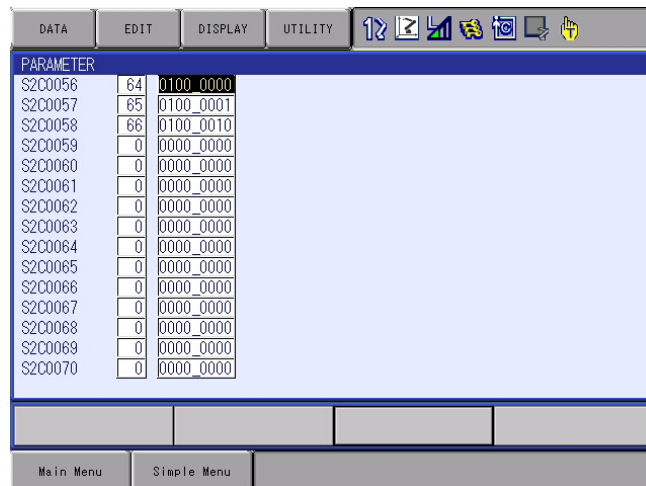 DATA EDIT DISPLAY UTILITY
PARAMETER
S2C0056 64 0100_0000
S2C0057 65 0100_0001
S2C0058 66 0100_0010
S2C0059 0 0000_0000
S2C0060 0 0000_0000
S2C0061 0 0000_0000
S2C0062 0 0000_0000
S2C0063 0 0000_0000
S2C0064 0 0000_0000
S2C0065 0 0000_0000
S2C0066 0 0000_0000
S2C0067 0 0000_0000
S2C0068 0 0000_0000
S2C0069 0 0000_0000
S2C0070 0 0000_0000
Main Menu Simple Menu